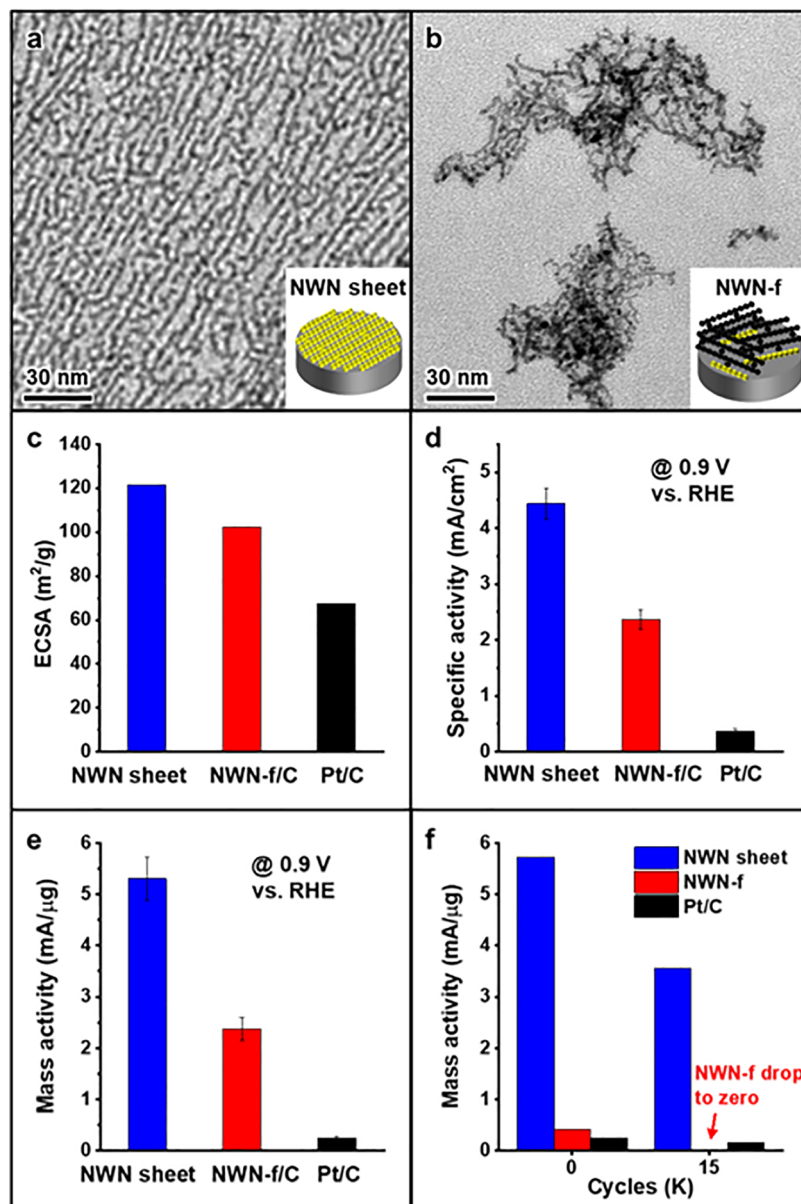 a
NWN sheet
30 nm
b
NWN-f
30 nm
c
140
120
100
80
60
40
20
0
ECSA (m²/g)
NWN sheet NWN-f/C Pt/C
d
@ 0.9 V
vs. RHE
5
4
3
2
1
0
Specific activity (mA/cm²)
NWN sheet NWN-f/C Pt/C
e
@ 0.9 V
vs. RHE
6
5
4
3
2
1
0
Mass activity (mA/μg)
NWN sheet NWN-f/C Pt/C
f
NWN sheet
NWN-f
Pt/C
6
5
4
3
2
1
0
Mass activity (mA/μg)
NWN-f drop
to zero
0 15
Cycles (K)